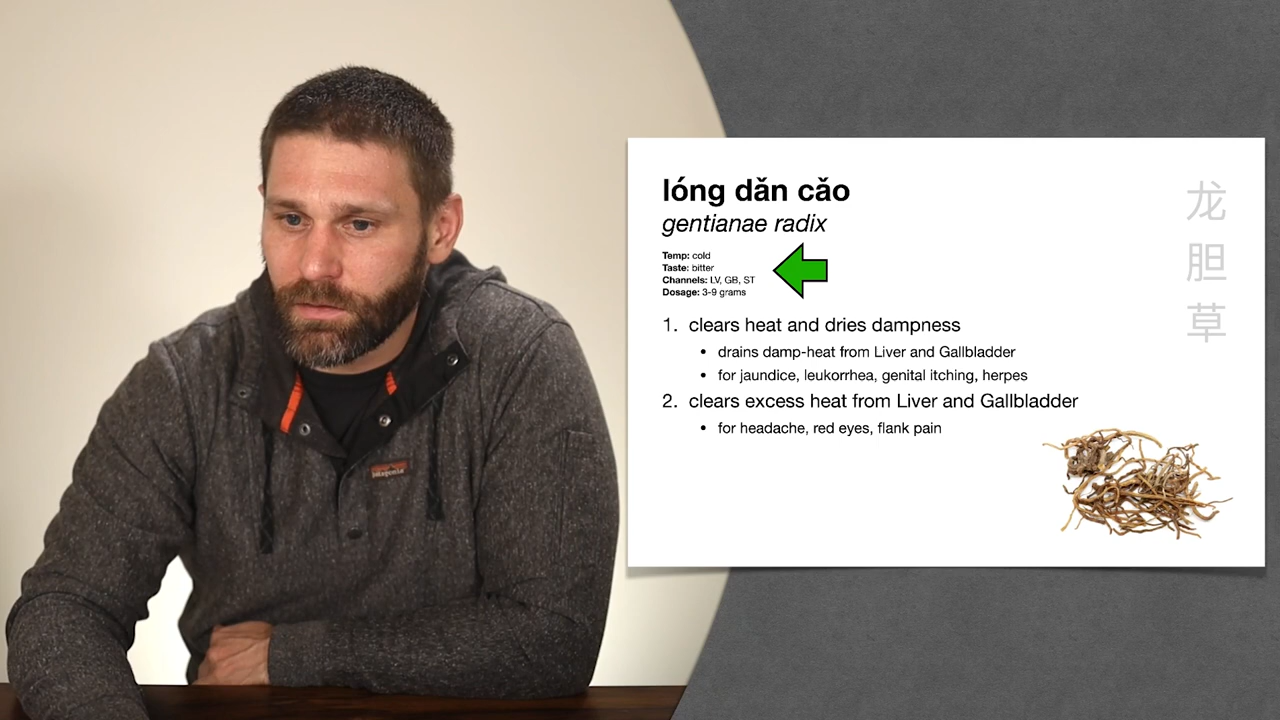 lóng dǎn cǎo
gentianae radix
Temp: cold
Taste: bitter
Channels: LV, GB, ST
Dosage: 3-9 grams
1. clears heat and dries dampness
• drains damp-heat from Liver and Gallbladder
• for jaundice, leukorrhea, genital itching, herpes
2. clears excess heat from Liver and Gallbladder
• for headache, red eyes, flank pain
龙
胆
草
patagonia